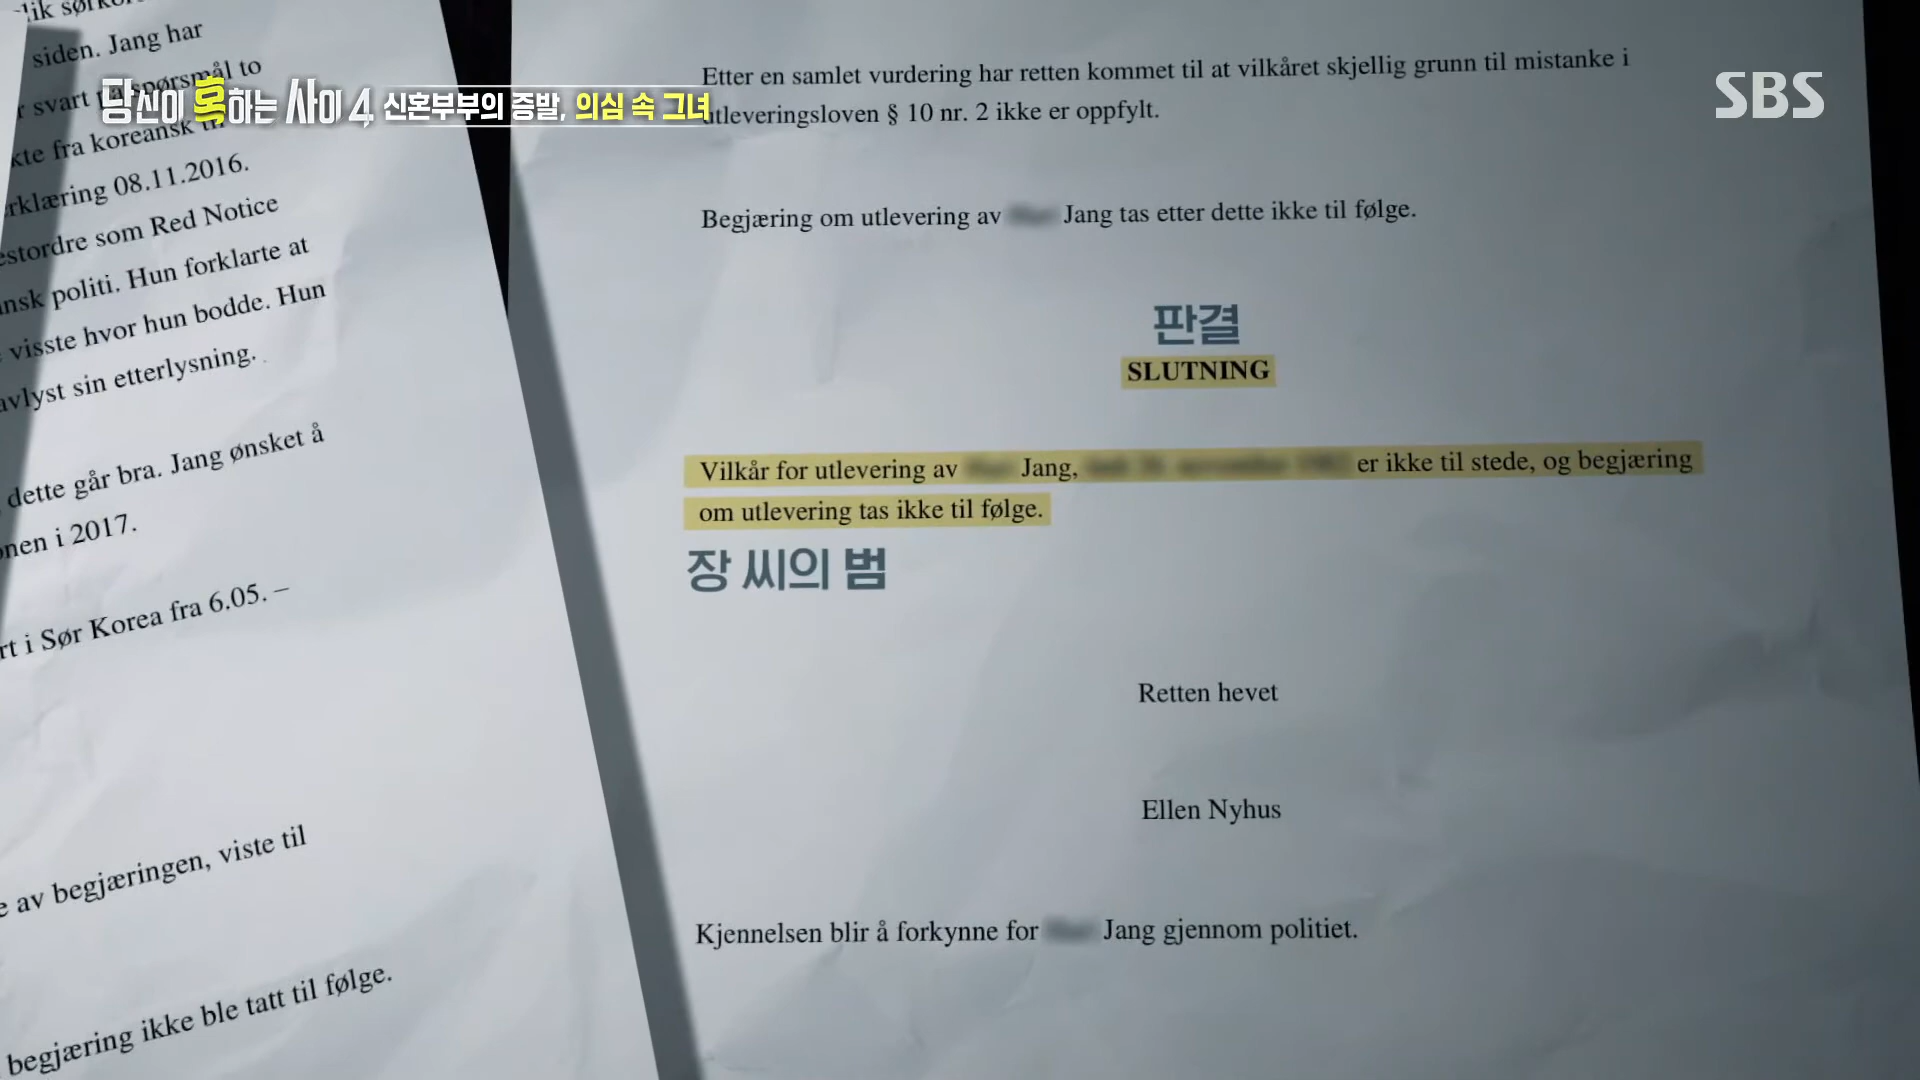 당신이 혹하는 사이 4 신혼부부의 증발, 의심 속 그녀
SBS
siden. Jang har
svart på spørsmål to
fra koreansk
08.11.2016.
som Red Notice
politi. Hun forklarte at
visste hvor hun bodde. Hun
avlyst sin etterlysning.
dette går bra. Jang ønsket å
i 2017.
i Sør Korea fra 6.05. –
av begjæringen, viste til
begjæring ikke ble tatt til følge.
Etter en samlet vurdering har retten kommet til at vilkåret skjellig grunn til mistanke i
utleveringsloven § 10 nr. 2 ikke er oppfylt.
Begjæring om utlevering av Jang tas etter dette ikke til følge.
판결
SLUTNING
Vilkår for utlevering av Jang, er ikke til stede, og begjæring
om utlevering tas ikke til følge.
장 씨의 범
Retten hevet
Ellen Nyhus
Kjennelsen blir å forkynne for Jang gjennom politiet.